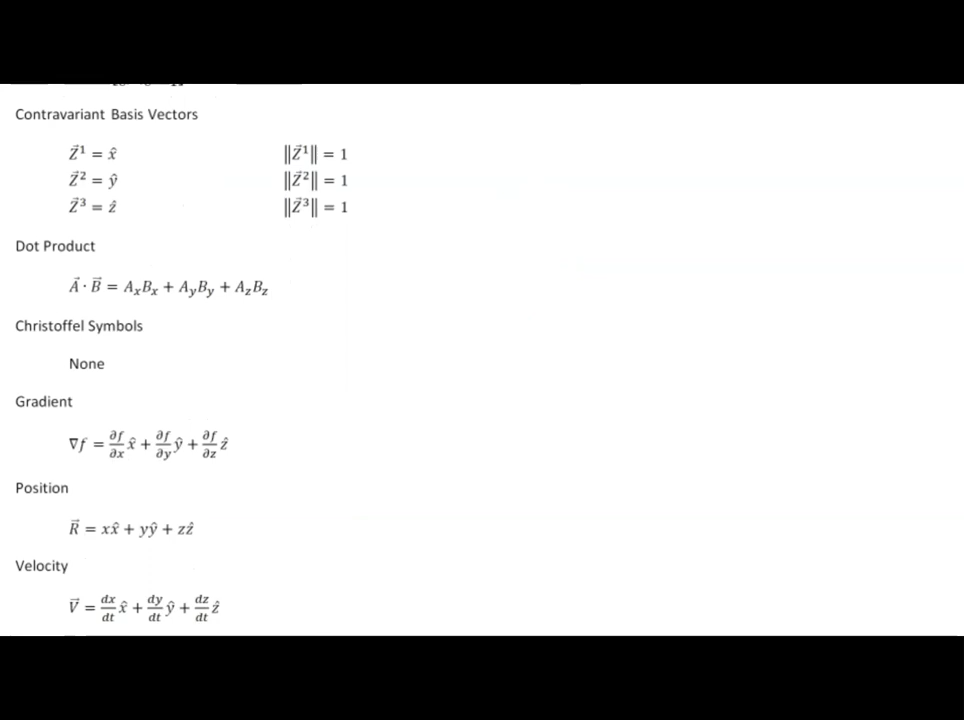 Contravariant Basis Vectors
Z⃗¹ = x̂ ‖Z⃗¹‖ = 1
Z⃗² = ŷ ‖Z⃗²‖ = 1
Z⃗³ = ẑ ‖Z⃗³‖ = 1
Dot Product
A⃗ · B⃗ = AₓBₓ + A_yB_y + A_zB_z
Christoffel Symbols
None
Gradient
∇f = ∂f/∂x x̂ + ∂f/∂y ŷ + ∂f/∂z ẑ
Position
R⃗ = xx̂ + yŷ + zẑ
Velocity
V⃗ = dx/dt x̂ + dy/dt ŷ + dz/dt ẑ